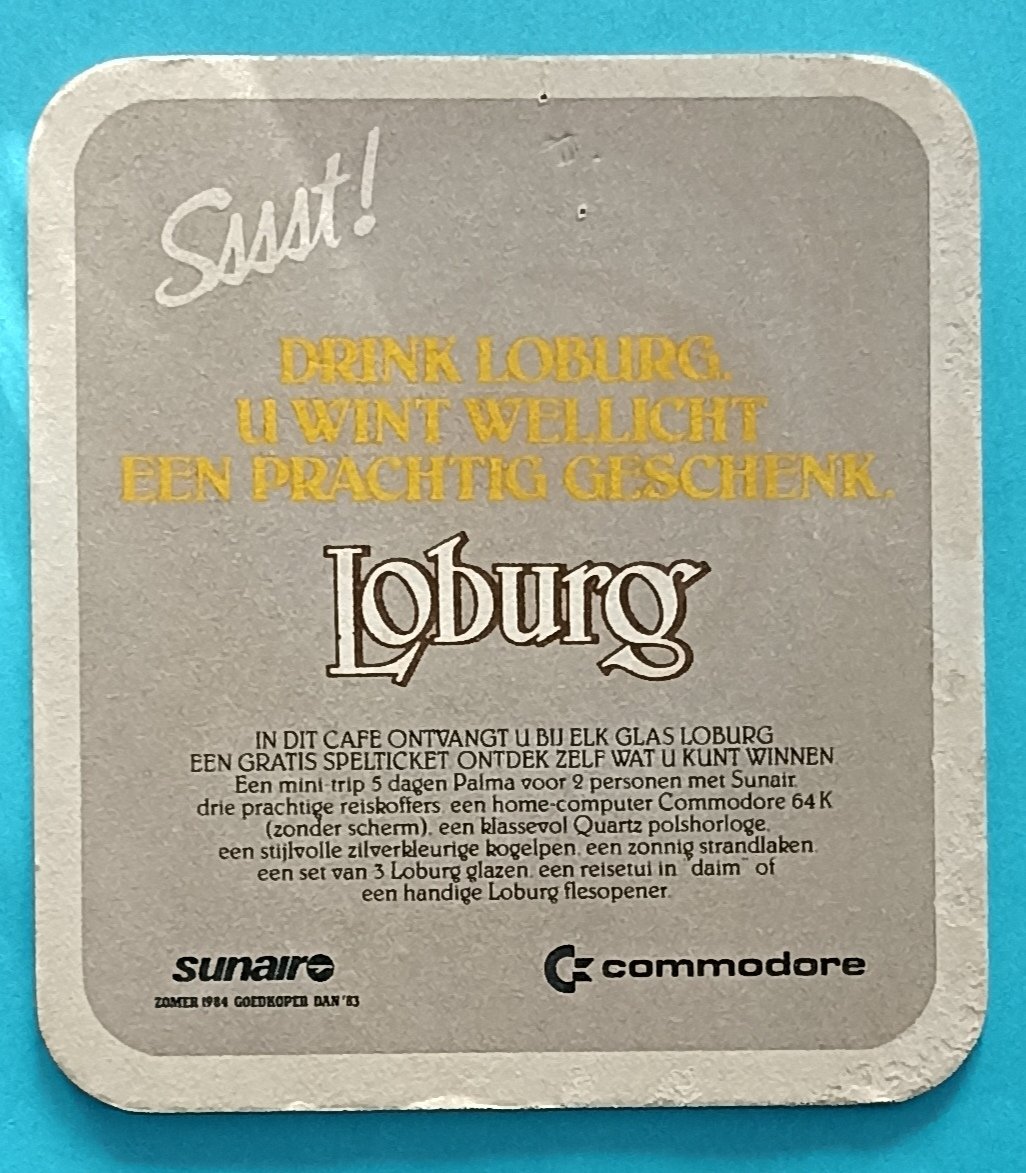 Sssst!
DRINK LOBURG.
U WINT WELLICHT
EEN PRACHTIG GESCHENK.
Loburg
IN DIT CAFE ONTVANGT U BIJ ELK GLAS LOBURG
EEN GRATIS SPELTICKET ONTDEK ZELF WAT U KUNT WINNEN
Een mini-trip 5 dagen Palma voor 2 personen met Sunair,
drie prachtige reiskoffers, een home-computer Commodore 64 K
(zonder scherm), een klassevol Quartz polshorloge,
een stijlvolle zilverkleurige kogelpen, een zonnig strandlaken,
een set van 3 Loburg glazen, een reisetui in "daim" of
een handige Loburg flesopener.
sunair
ZOMER 1984 GOEDKOPER DAN '83
commodore